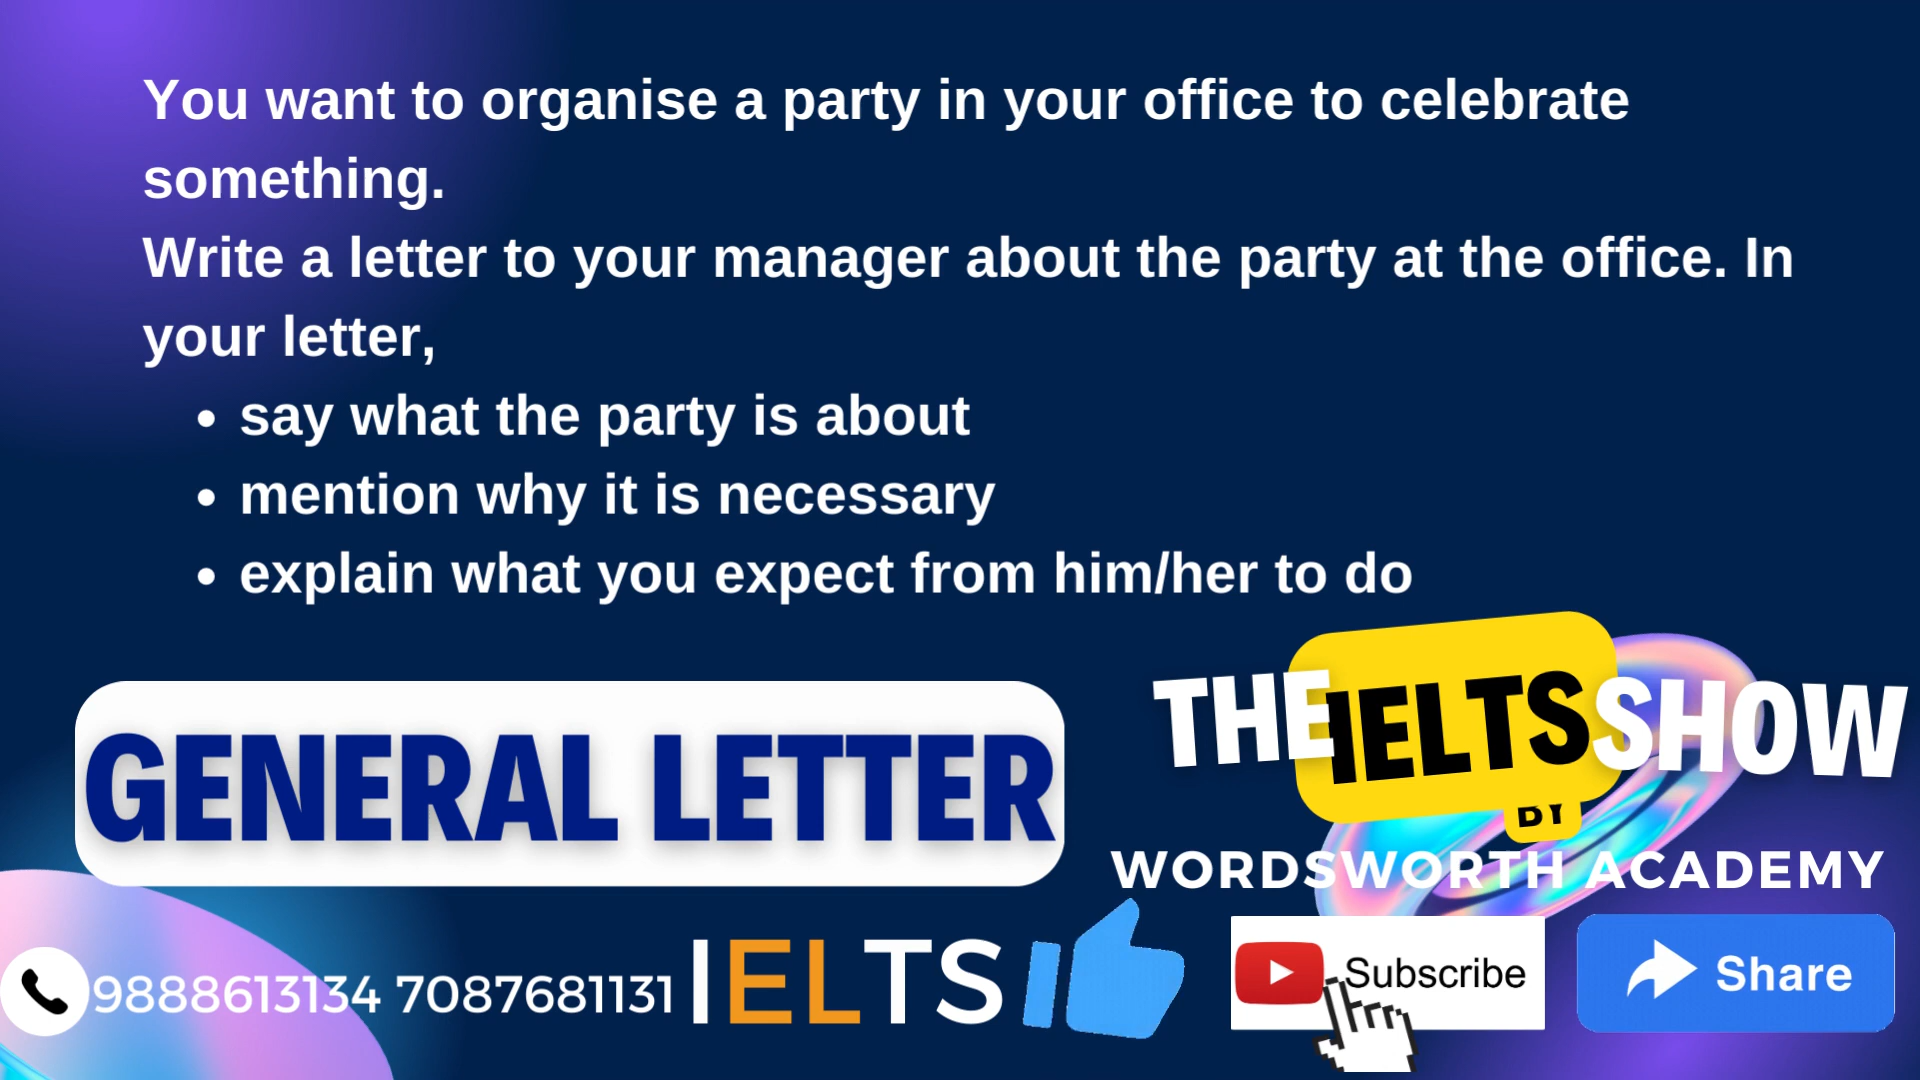 You want to organise a party in your office to celebrate
something.
Write a letter to your manager about the party at the office. In
your letter,
• say what the party is about
• mention why it is necessary
• explain what you expect from him/her to do
GENERAL LETTER
THE IELTS SHOW
BY
WORDSWORTH ACADEMY
9888613134 7087681131
IELTS
Subscribe
Share